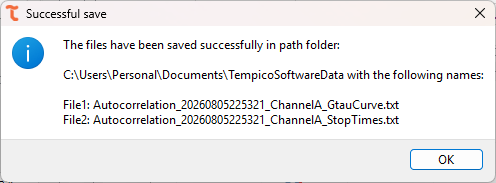 Successful save
The files have been saved successfully in path folder:
C:\Users\Personal\Documents\TempicoSoftwareData with the following names:
File1: Autocorrelation_20260805225321_ChannelA_GtauCurve.txt
File2: Autocorrelation_20260805225321_ChannelA_StopTimes.txt
OK